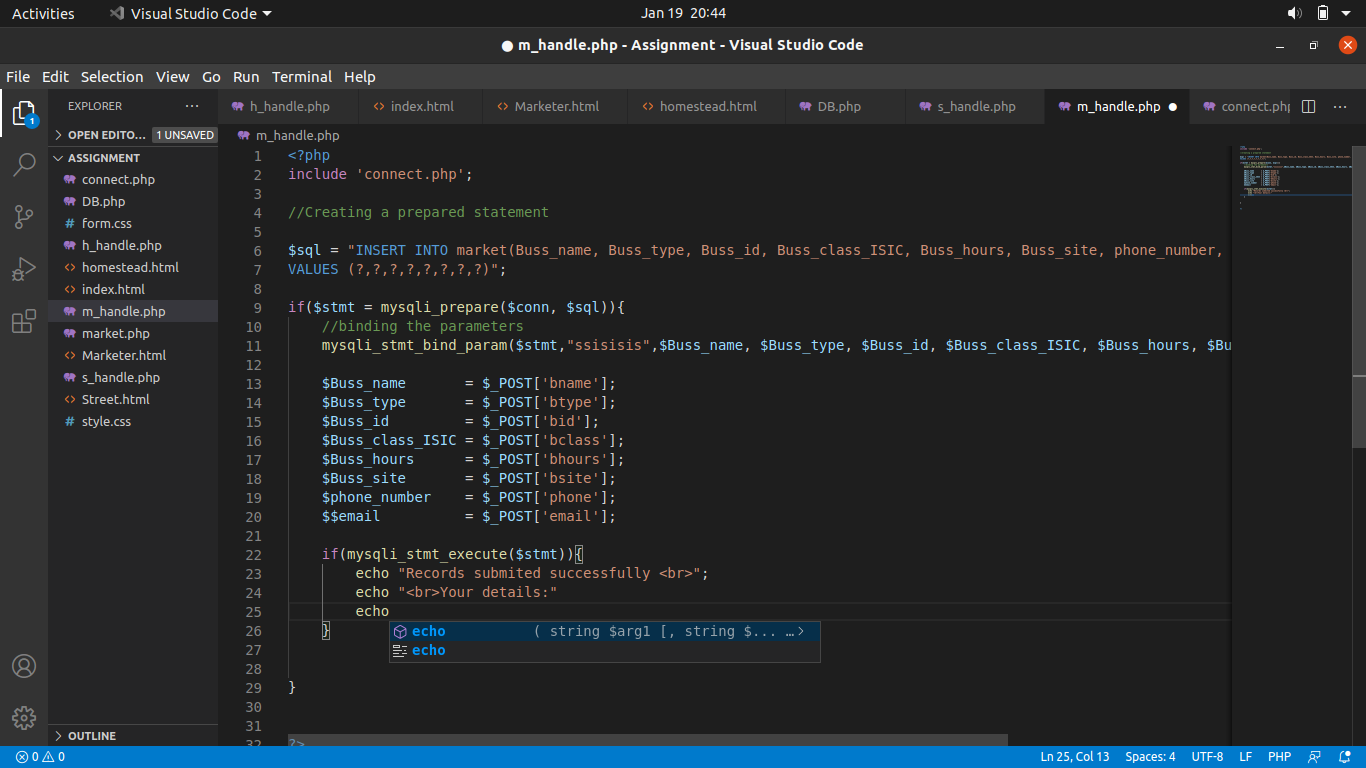 Activities Visual Studio Code Jan 19 20:44
m_handle.php - Assignment - Visual Studio Code
File Edit Selection View Go Run Terminal Help
EXPLORER ...
h_handle.php index.html Marketer.html homestead.html DB.php s_handle.php m_handle.php connect.php
1
OPEN EDITO... 1 UNSAVED
ASSIGNMENT
connect.php
DB.php
form.css
h_handle.php
homestead.html
index.html
m_handle.php
market.php
Marketer.html
s_handle.php
Street.html
style.css
OUTLINE
m_handle.php
1 <?php
2 include 'connect.php';
3
4 //Creating a prepared statement
5
6 $sql = "INSERT INTO market(Buss_name, Buss_type, Buss_id, Buss_class_ISIC, Buss_hours, Buss_site, phone_number,
7 VALUES (?,?,?,?,?,?,?,?)";
8
9 if($stmt = mysqli_prepare($conn, $sql)){
10 //binding the parameters
11 mysqli_stmt_bind_param($stmt,"ssisisis",$Buss_name, $Buss_type, $Buss_id, $Buss_class_ISIC, $Buss_hours, $Bu
12
13 $Buss_name = $_POST['bname'];
14 $Buss_type = $_POST['btype'];
15 $Buss_id = $_POST['bid'];
16 $Buss_class_ISIC = $_POST['bclass'];
17 $Buss_hours = $_POST['bhours'];
18 $Buss_site = $_POST['bsite'];
19 $phone_number = $_POST['phone'];
20 $$email = $_POST['email'];
21
22 if(mysqli_stmt_execute($stmt)){
23 echo "Records submited successfully <br>";
24 echo "<br>Your details:"
25 echo
26 }
echo ( string $arg1 [, string $... …>
27
echo
28
29 }
30
31
32 ?>
0 0 Ln 25, Col 13 Spaces: 4 UTF-8 LF PHP